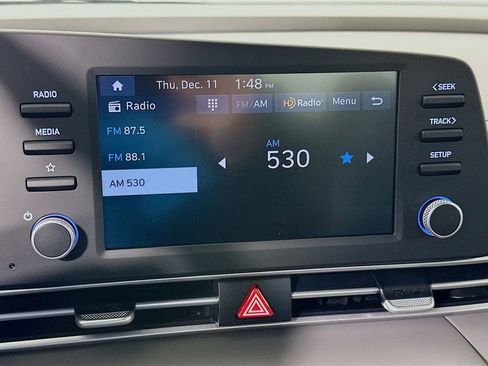 Thu, Dec. 11 1:48 PM
RADIO
MEDIA
Radio
FM/AM HD Radio Menu
FM 87.5
FM 88.1
AM 530
AM
530
<SEEK
TRACK>
SETUP